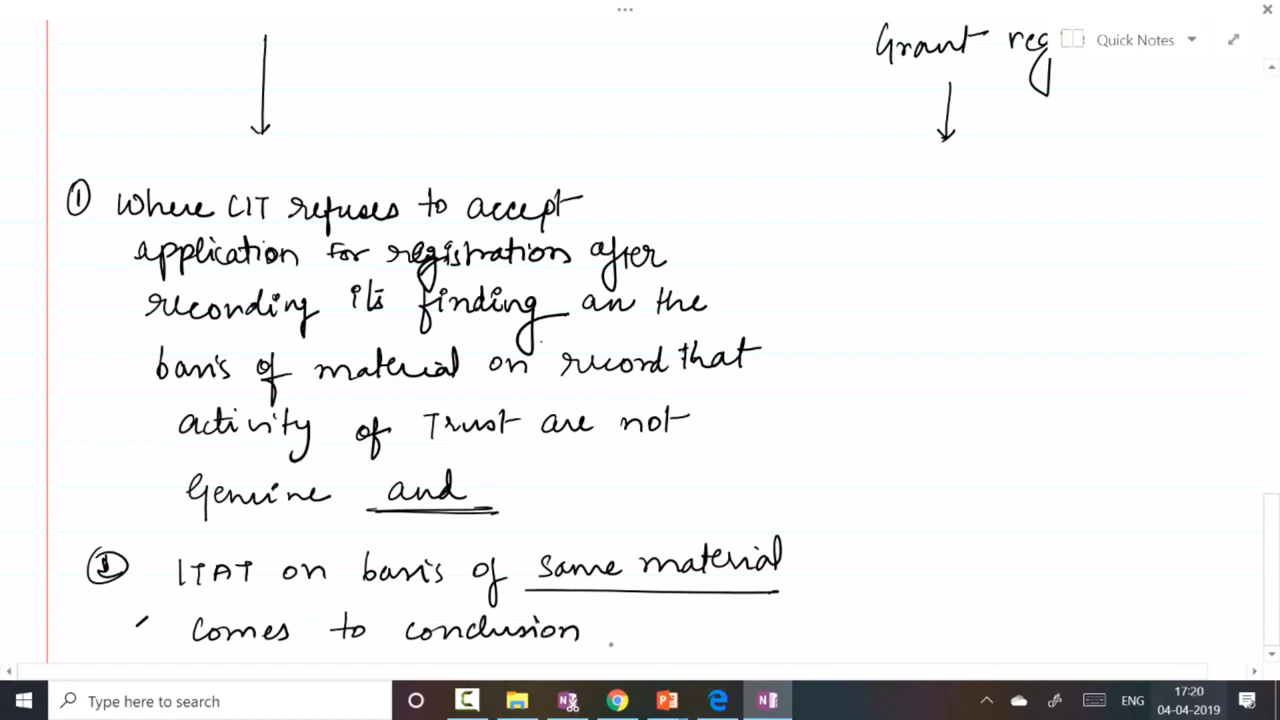 Grant reg
Quick Notes
① Where CIT refuses to accept
application for registration after
reconding its finding an the
basis of material on record that
activity of Trust are not
Genuine and
② ITAT on basis of same material
comes to conclusion
Type here to search
ENG
17:20
04-04-2019